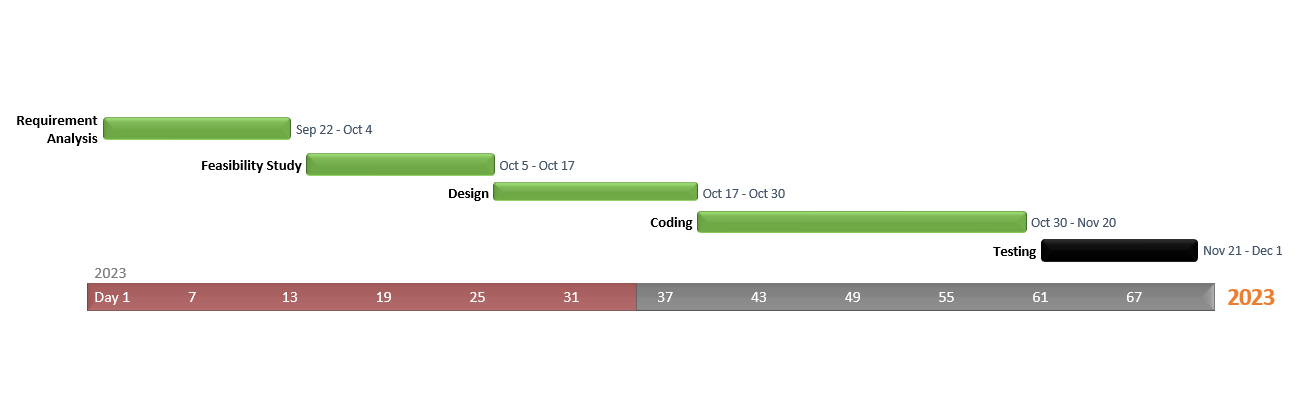 Requirement
Analysis
Sep 22 - Oct 4
Feasibility Study
Oct 5 - Oct 17
Design
Oct 17 - Oct 30
Coding
Oct 30 - Nov 20
Testing
Nov 21 - Dec 1
2023
Day 1 7 13 19 25 31 37 43 49 55 61 67
2023